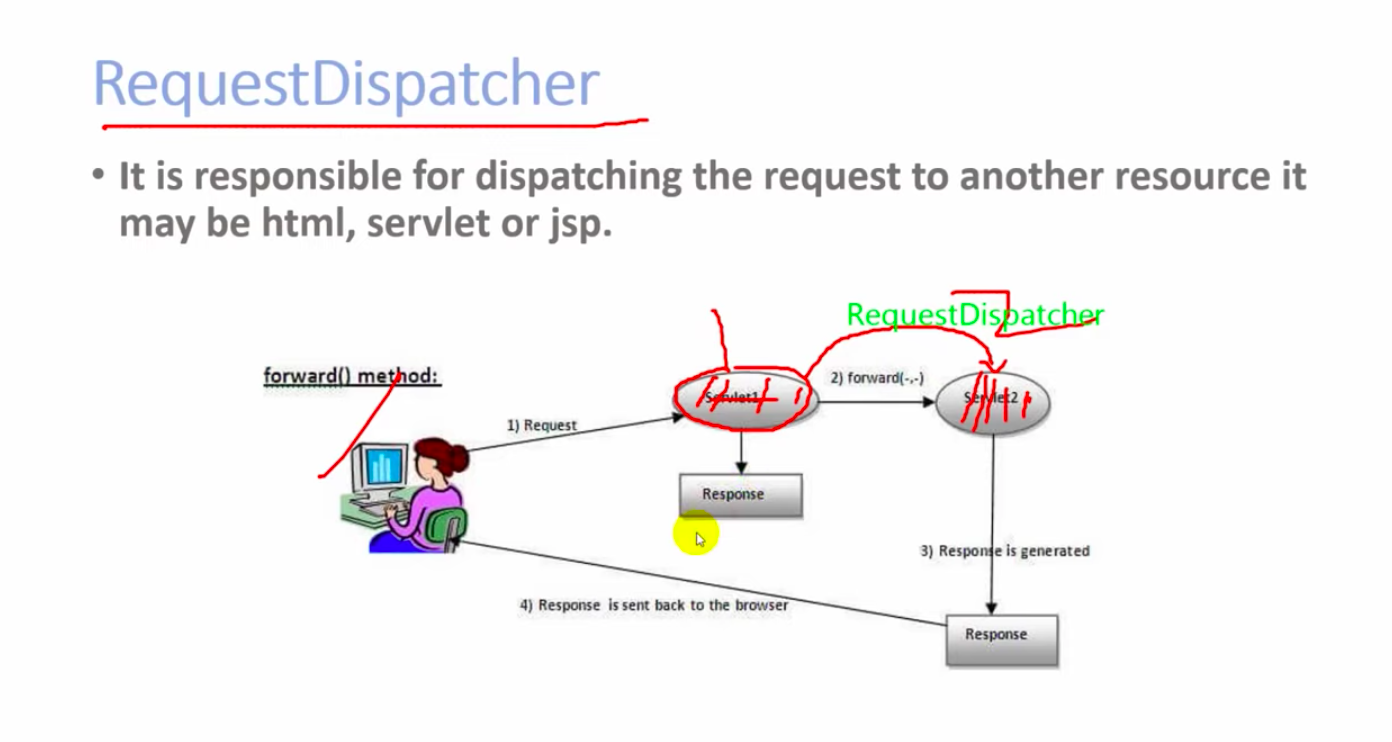 RequestDispatcher
• It is responsible for dispatching the request to another resource it
may be html, servlet or jsp.
RequestDispatcher
forward() method:
2) forward(-,-)
Servlet1
Servlet2
1) Request
Response
3) Response is generated
4) Response is sent back to the browser
Response